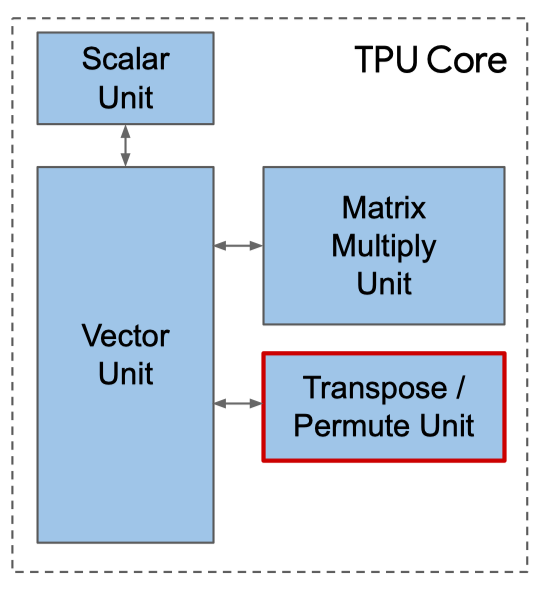 Scalar
Unit
TPU Core
Vector
Unit
Matrix
Multiply
Unit
Transpose /
Permute Unit